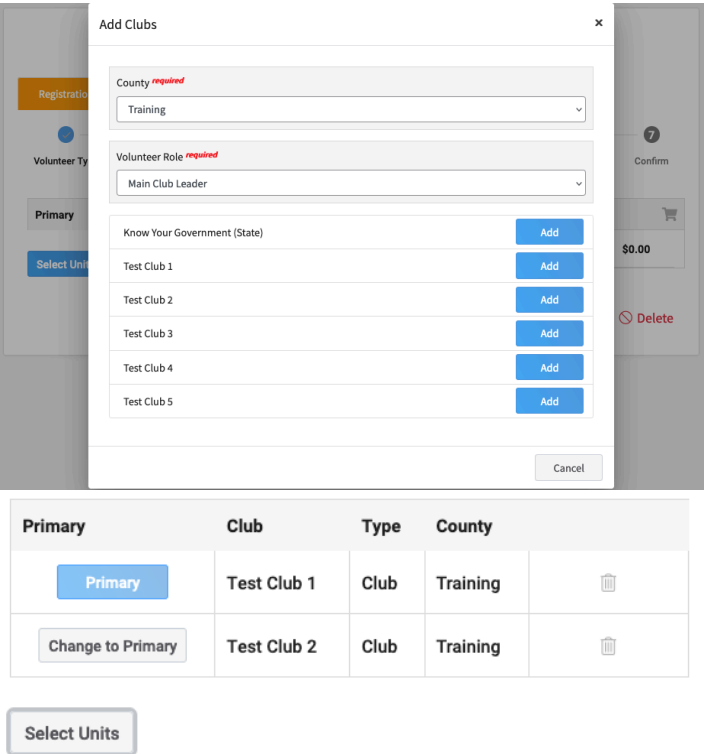 Add Clubs ×
County required
Training
Registratio
Volunteer Role required
Volunteer Ty
7
Confirm
Main Club Leader
Primary
Know Your Government (State) Add
$0.00
Select Unit
Test Club 1 Add
Test Club 2 Add
Delete
Test Club 3 Add
Test Club 4 Add
Test Club 5 Add
Cancel
Primary Club Type County
Primary Test Club 1 Club Training
Change to Primary Test Club 2 Club Training
Select Units